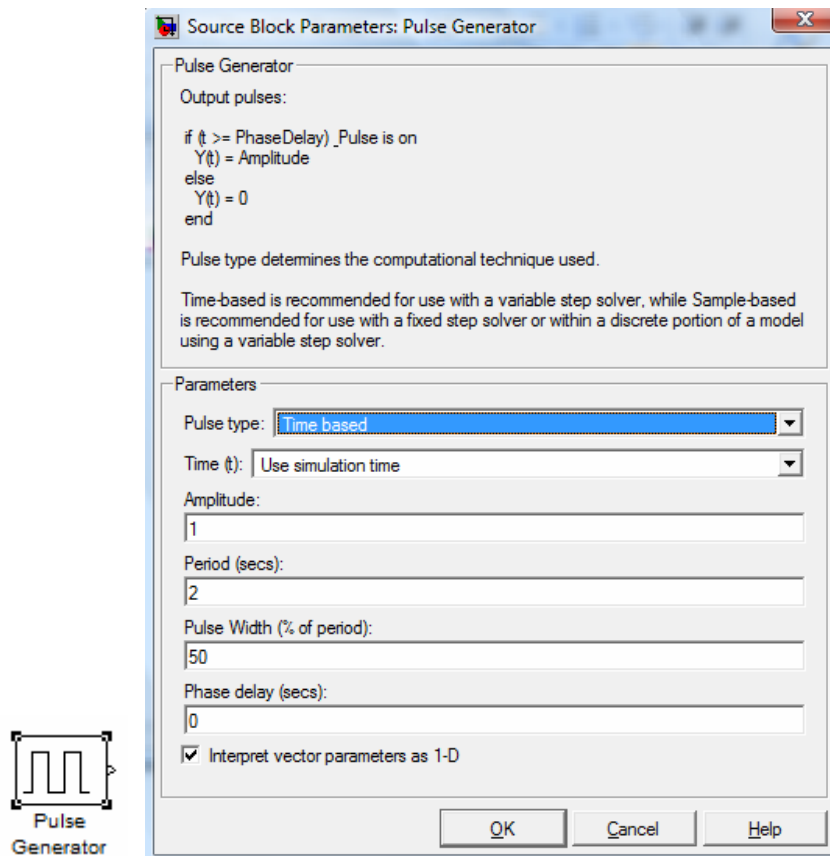 Source Block Parameters: Pulse Generator
Pulse Generator
Output pulses:
if (t >= PhaseDelay) _Pulse is on
Y(t) = Amplitude
else
Y(t) = 0
end
Pulse type determines the computational technique used.
Time-based is recommended for use with a variable step solver, while Sample-based
is recommended for use with a fixed step solver or within a discrete portion of a model
using a variable step solver.
Parameters
Pulse type: Time based
Time (t): Use simulation time
Amplitude:
1
Period (secs):
2
Pulse Width (% of period):
50
Phase delay (secs):
0
Interpret vector parameters as 1-D
OK Cancel Help
Pulse
Generator